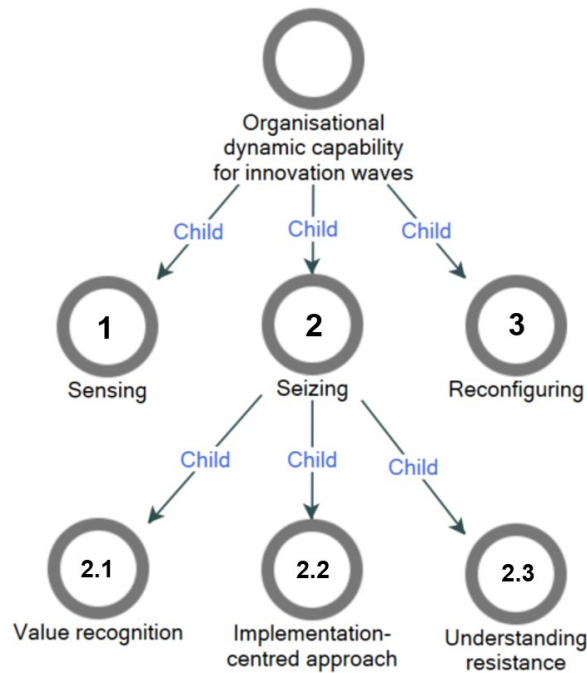 Organisational
dynamic capability
for innovation waves
Child
Child
Child
1
2
3
Sensing
Seizing
Reconfiguring
Child
Child
Child
2.1
2.2
2.3
Value recognition
Implementation-
centred approach
Understanding
resistance